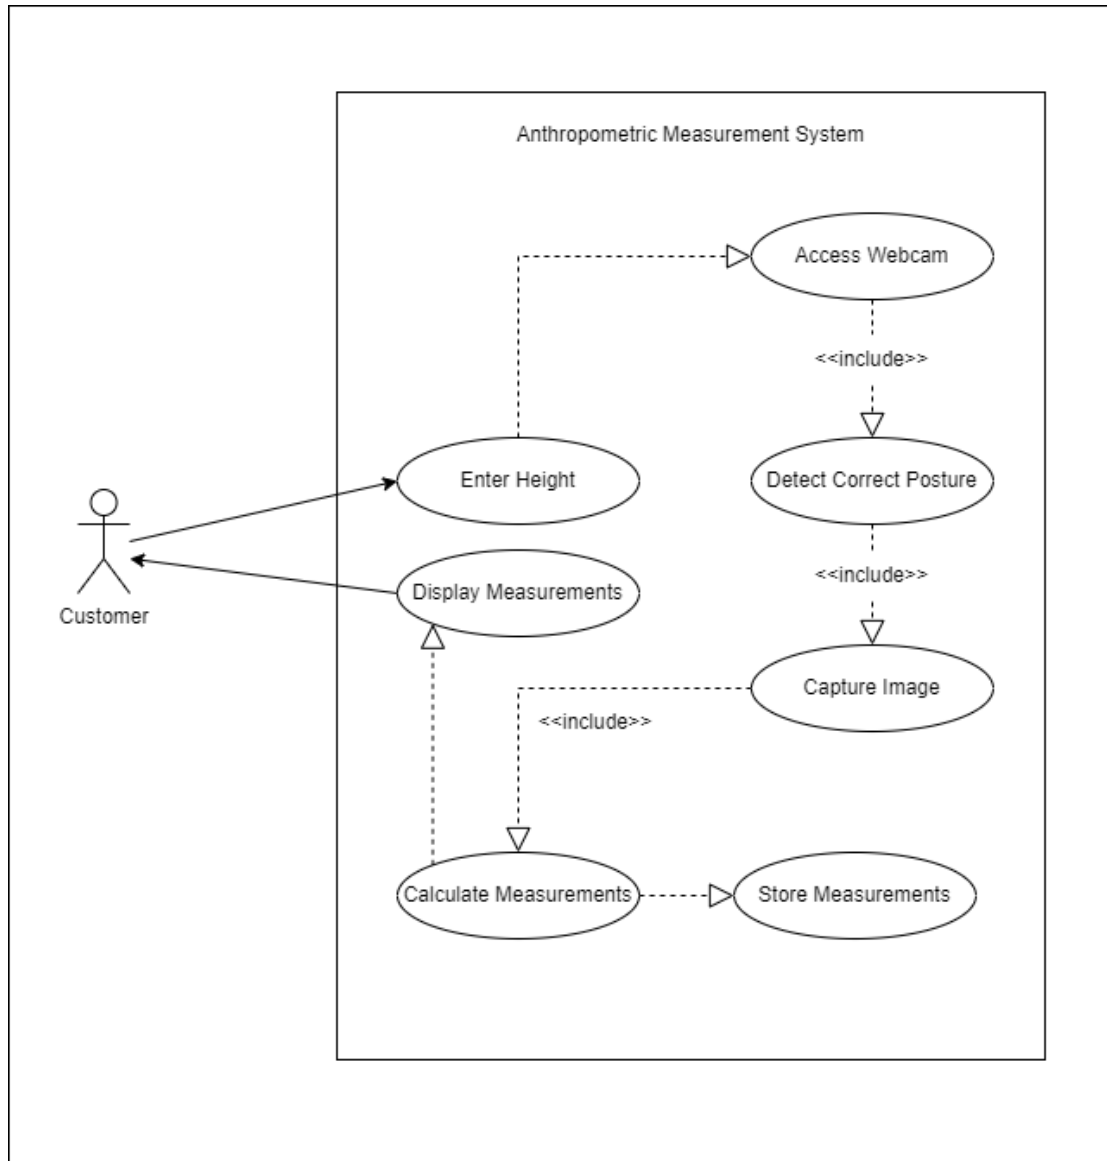 Anthropometric Measurement System
Access Webcam
<<include>>
Enter Height
Detect Correct Posture
<<include>>
Display Measurements
Customer
Capture Image
<<include>>
Calculate Measurements
Store Measurements